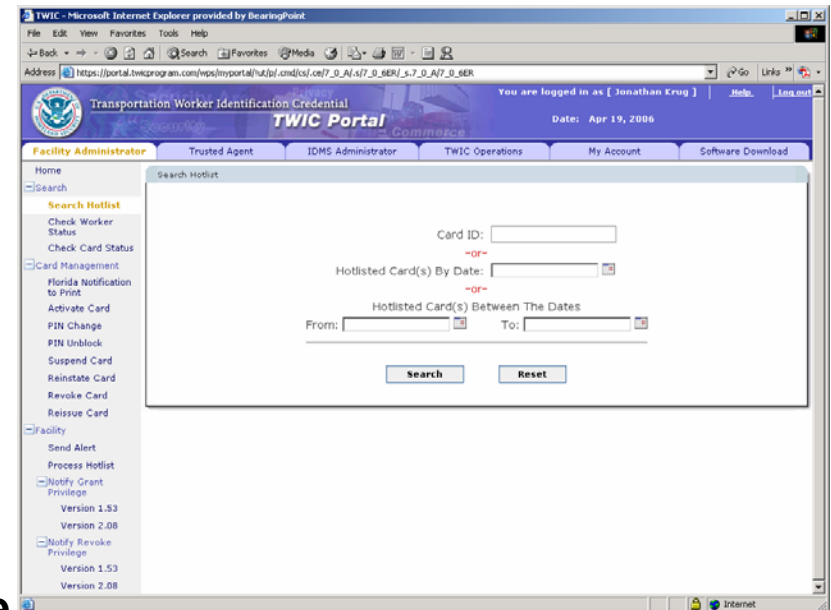 TWIC - Microsoft Internet Explorer provided by BearingPoint
File Edit View Favorites Tools Help
Back Search Favorites Media
Address https://portal.twicprogram.com/wps/myportal/!ut/p/.cmd/cs/.ce/7_0_A/.s/7_0_6ER/_s.7_0_A/7_0_6ER Go Links »
Transportation Worker Identification Credential
TWIC Portal
Commerce
You are logged in as [ Jonathan Krug ] | Help | Log out
Date: Apr 19, 2006
Facility Administrator Trusted Agent IDMS Administrator TWIC Operations My Account Software Download
Home
Search
Search Hotlist
Check Worker
Status
Check Card Status
Card Management
Florida Notification
to Print
Activate Card
PIN Change
PIN Unblock
Suspend Card
Reinstate Card
Revoke Card
Reissue Card
Facility
Send Alert
Process Hotlist
Notify Grant
Privilege
Version 1.53
Version 2.08
Notify Revoke
Privilege
Version 1.53
Version 2.08
Search Hotlist
Card ID:
-or-
Hotlisted Card(s) By Date:
-or-
Hotlisted Card(s) Between The Dates
From: To:
Search Reset
Internet